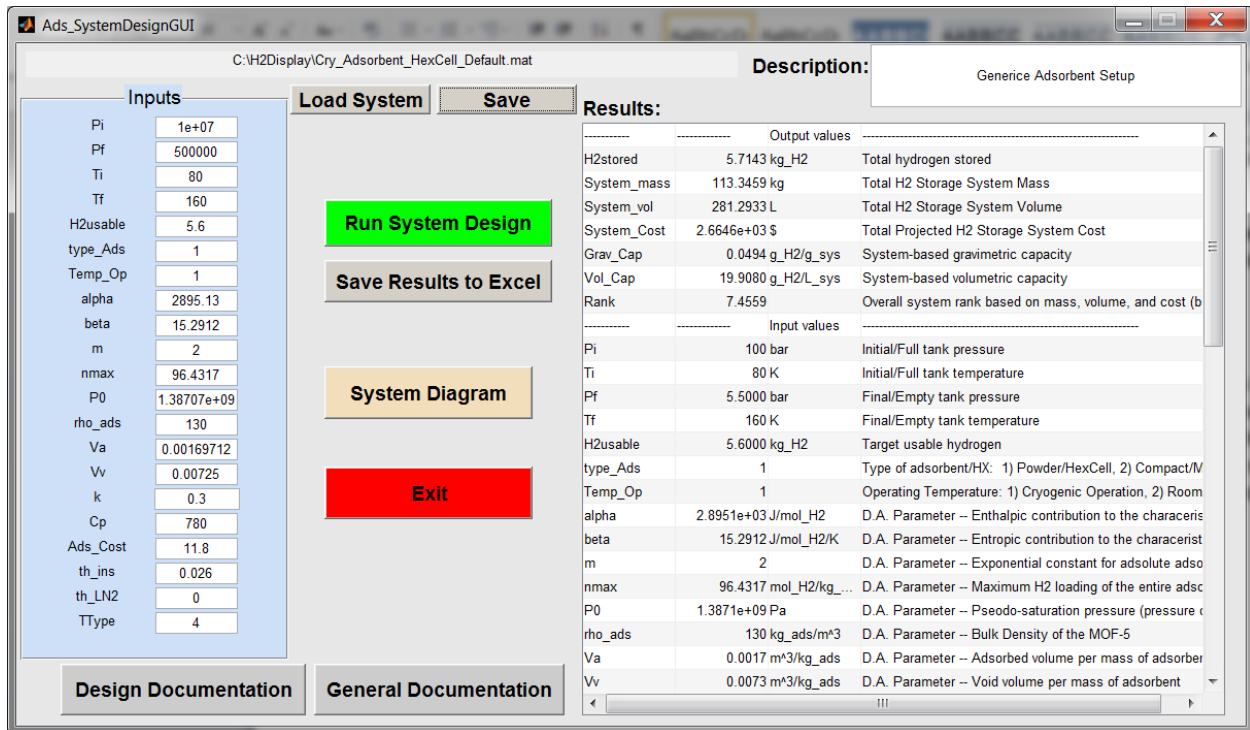 Ads_SystemDesignGUI
C:\H2Display\Cry_Adsorbent_HexCell_Default.mat
Description:
Generice Adsorbent Setup
Inputs
Load System
Save
Results:
Pi 1e+07
Pf 500000
Ti 80
Tf 160
H2usable 5.6
type_Ads 1
Temp_Op 1
alpha 2895.13
beta 15.2912
m 2
nmax 96.4317
P0 1.38707e+09
rho_ads 130
Va 0.00169712
Vv 0.00725
k 0.3
Cp 780
Ads_Cost 11.8
th_ins 0.026
th_LN2 0
TType 4
Run System Design
Save Results to Excel
System Diagram
Exit
Design Documentation
General Documentation
----------- ------------- Output values ------------------------------------------------------------
H2stored 5.7143 kg_H2 Total hydrogen stored
System_mass 113.3459 kg Total H2 Storage System Mass
System_vol 281.2933 L Total H2 Storage System Volume
System_Cost 2.6646e+03 $ Total Projected H2 Storage System Cost
Grav_Cap 0.0494 g_H2/g_sys System-based gravimetric capacity
Vol_Cap 19.9080 g_H2/L_sys System-based volumetric capacity
Rank 7.4559 Overall system rank based on mass, volume, and cost (b
----------- ------------- Input values ------------------------------------------------------------
Pi 100 bar Initial/Full tank pressure
Ti 80 K Initial/Full tank temperature
Pf 5.5000 bar Final/Empty tank pressure
Tf 160 K Final/Empty tank temperature
H2usable 5.6000 kg_H2 Target usable hydrogen
type_Ads 1 Type of adsorbent/HX: 1) Powder/HexCell, 2) Compact/M
Temp_Op 1 Operating Temperature: 1) Cryogenic Operation, 2) Room
alpha 2.8951e+03 J/mol_H2 D.A. Parameter -- Enthalpic contribution to the characeris
beta 15.2912 J/mol_H2/K D.A. Parameter -- Entropic contribution to the characerist
m 2 D.A. Parameter -- Exponential constant for adsolute adso
nmax 96.4317 mol_H2/kg_... D.A. Parameter -- Maximum H2 loading of the entire adsc
P0 1.3871e+09 Pa D.A. Parameter -- Pseodo-saturation pressure (pressure c
rho_ads 130 kg_ads/m^3 D.A. Parameter -- Bulk Density of the MOF-5
Va 0.0017 m^3/kg_ads D.A. Parameter -- Adsorbed volume per mass of adsorber
Vv 0.0073 m^3/kg_ads D.A. Parameter -- Void volume per mass of adsorbent